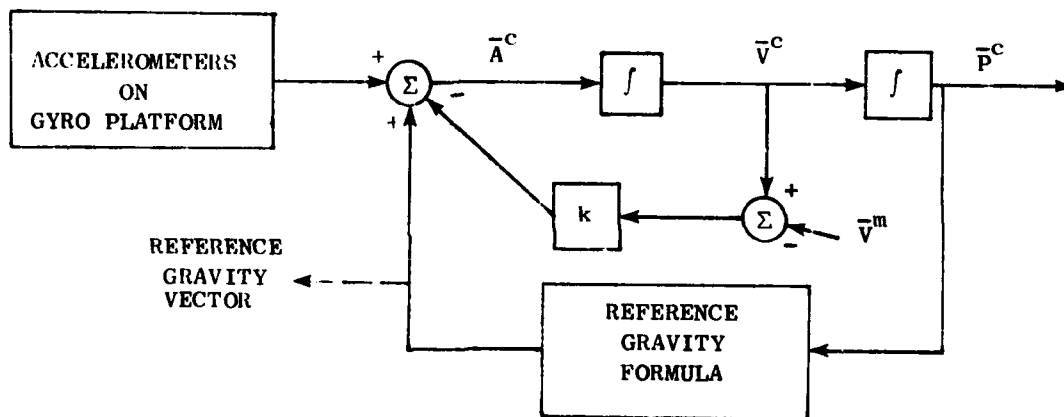 ACCELEROMETERS
ON
GYRO PLATFORM
+
Σ
+
−
A̅ᶜ
∫
V̅ᶜ
∫
P̅ᶜ
k
+
Σ
−
V̅ᵐ
REFERENCE
GRAVITY
VECTOR
REFERENCE
GRAVITY
FORMULA